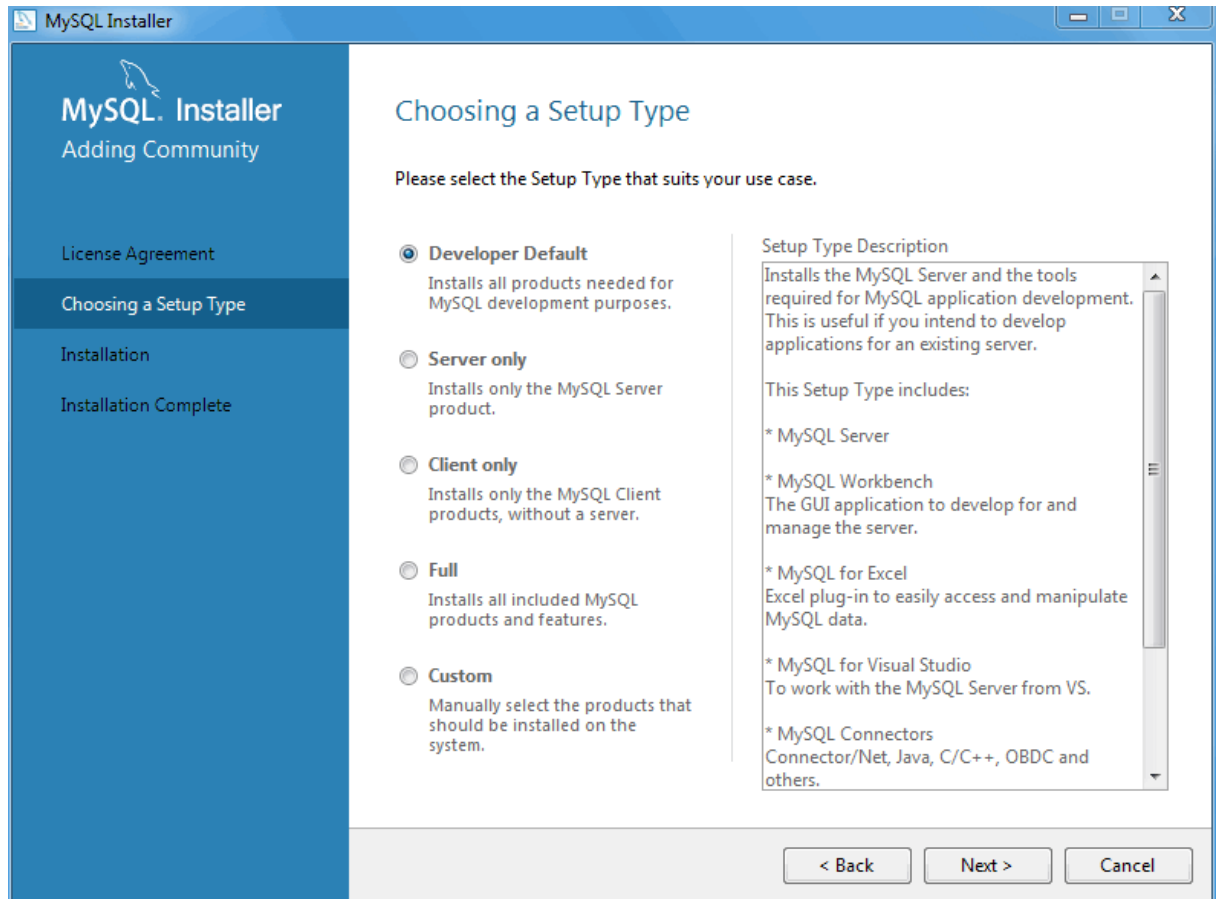 MySQL Installer
MySQL. Installer
Adding Community
License Agreement
Choosing a Setup Type
Installation
Installation Complete
Choosing a Setup Type
Please select the Setup Type that suits your use case.
Developer Default
Installs all products needed for
MySQL development purposes.
Server only
Installs only the MySQL Server
product.
Client only
Installs only the MySQL Client
products, without a server.
Full
Installs all included MySQL
products and features.
Custom
Manually select the products that
should be installed on the
system.
Setup Type Description
Installs the MySQL Server and the tools
required for MySQL application development.
This is useful if you intend to develop
applications for an existing server.
This Setup Type includes:
* MySQL Server
* MySQL Workbench
The GUI application to develop for and
manage the server.
* MySQL for Excel
Excel plug-in to easily access and manipulate
MySQL data.
* MySQL for Visual Studio
To work with the MySQL Server from VS.
* MySQL Connectors
Connector/Net, Java, C/C++, OBDC and
others.
< Back
Next >
Cancel